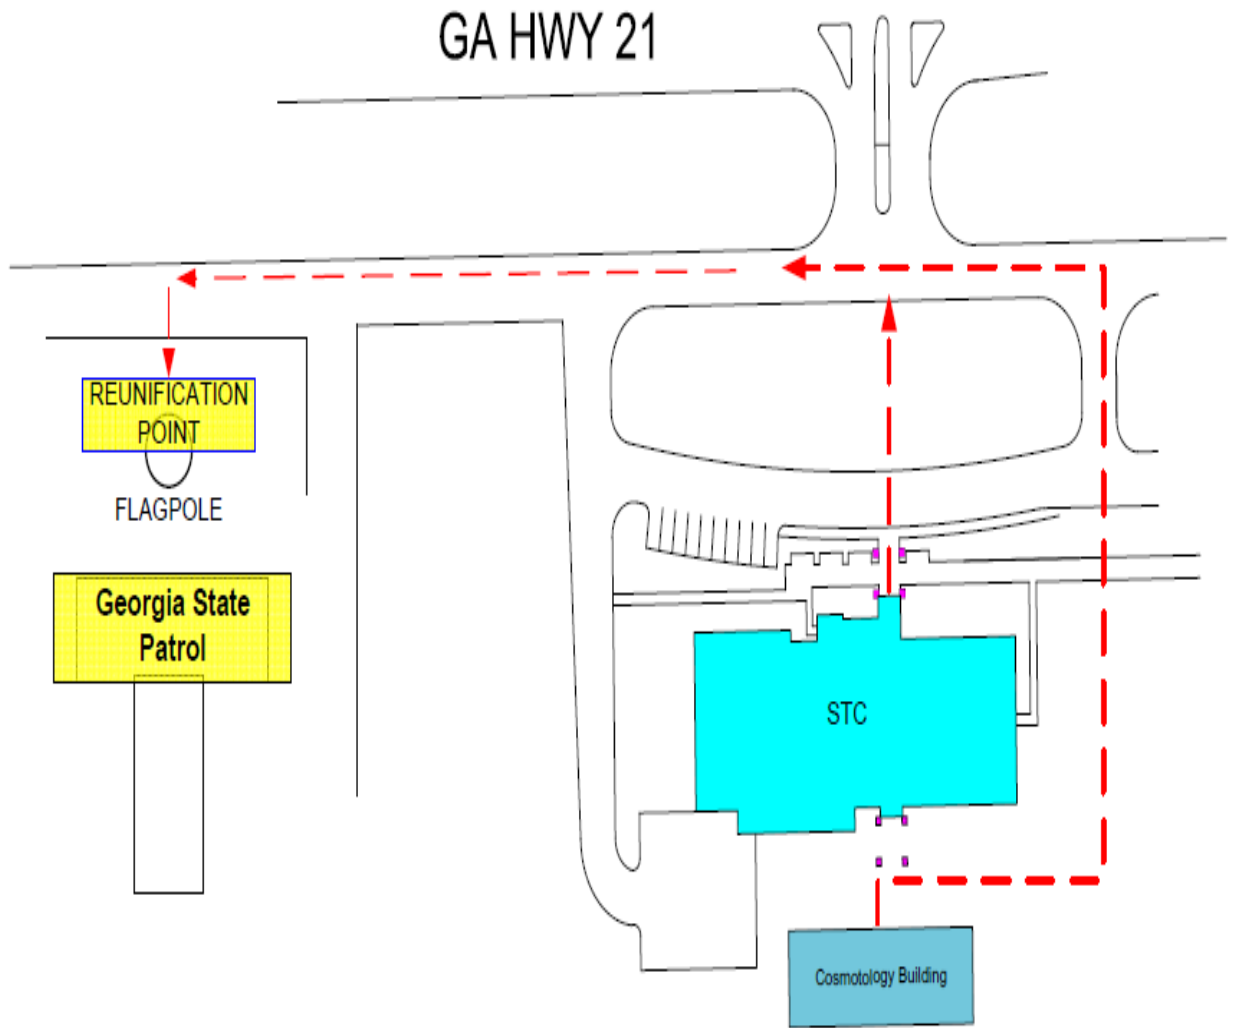 GA HWY 21
REUNIFICATION
POINT
FLAGPOLE
Georgia State
Patrol
STC
Cosmotology Building